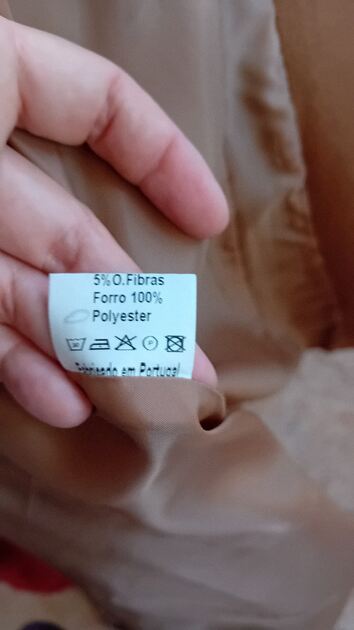 5%O.Fibras
Forro 100%
Polyester
P
Fabricado em Portugal